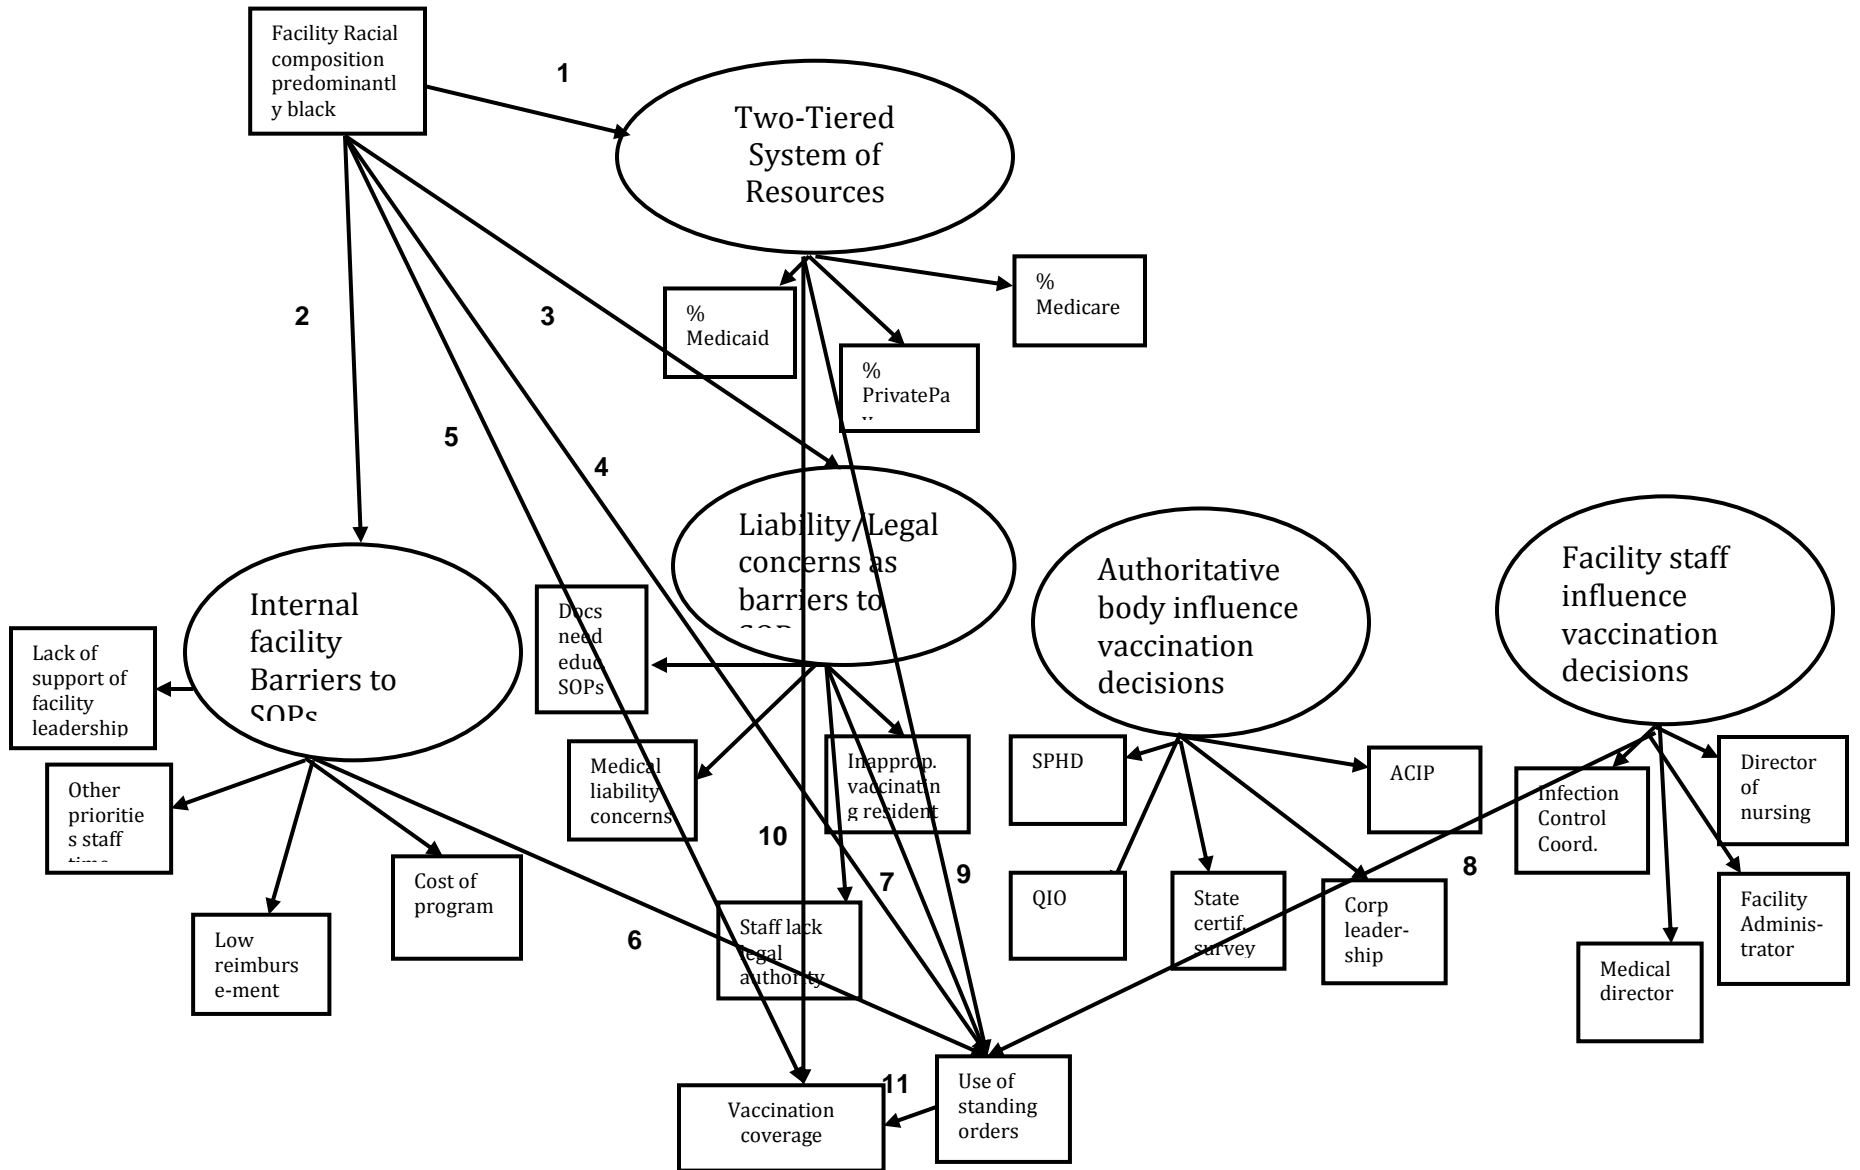 Facility Racial
composition
predominantl
y black
1
Two-Tiered
System of
Resources
%
Medicaid
%
PrivatePa
%
Medicare
2
3
5
4
Internal
facility
Barriers to
SOPs
Liability/Legal
concerns as
barriers to
Authoritative
body influence
vaccination
decisions
Facility staff
influence
vaccination
decisions
Lack of
support of
facility
leadership
Other
prioritie
s staff
time
Low
reimburs
e-ment
Cost of
program
Docs
need
educ.
SOPs
Medical
liability
concerns
Inapprop.
vaccinatin
g resident
Staff lack
legal
authority
SPHD
QIO
State
certif.
survey
Corp
leader-
ship
ACIP
Infection
Control
Coord.
Director
of
nursing
Facility
Adminis-
trator
Medical
director
10
7
9
8
6
11
Vaccination
coverage
Use of
standing
orders